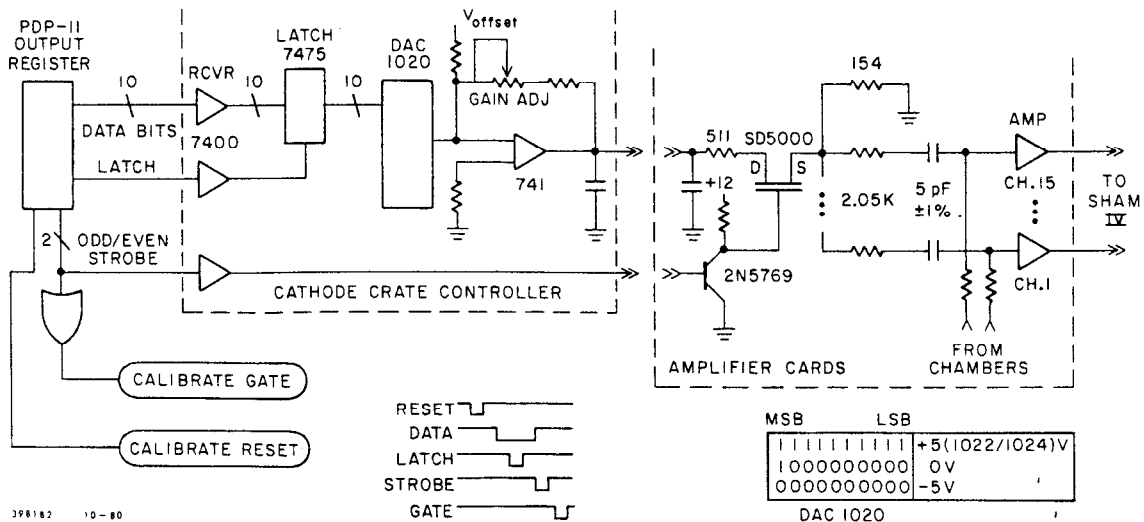 PDP-11
OUTPUT
REGISTER
10
DATA BITS
LATCH
2
ODD/EVEN
STROBE
RCVR
7400
10
LATCH
7475
10
DAC
1020
Voffset
GAIN ADJ
741
CATHODE CRATE CONTROLLER
CALIBRATE GATE
CALIBRATE RESET
511
SD5000
D
S
+12
2N5769
154
2.05K
5 pF
±1%
AMP
CH.15
CH.1
TO
SHAM
IV
FROM
CHAMBERS
AMPLIFIER CARDS
RESET
DATA
LATCH
STROBE
GATE
MSB LSB
1111111111 +5(1022/1024)V
1000000000 0V
0000000000 -5V
DAC 1020
398182 10-80